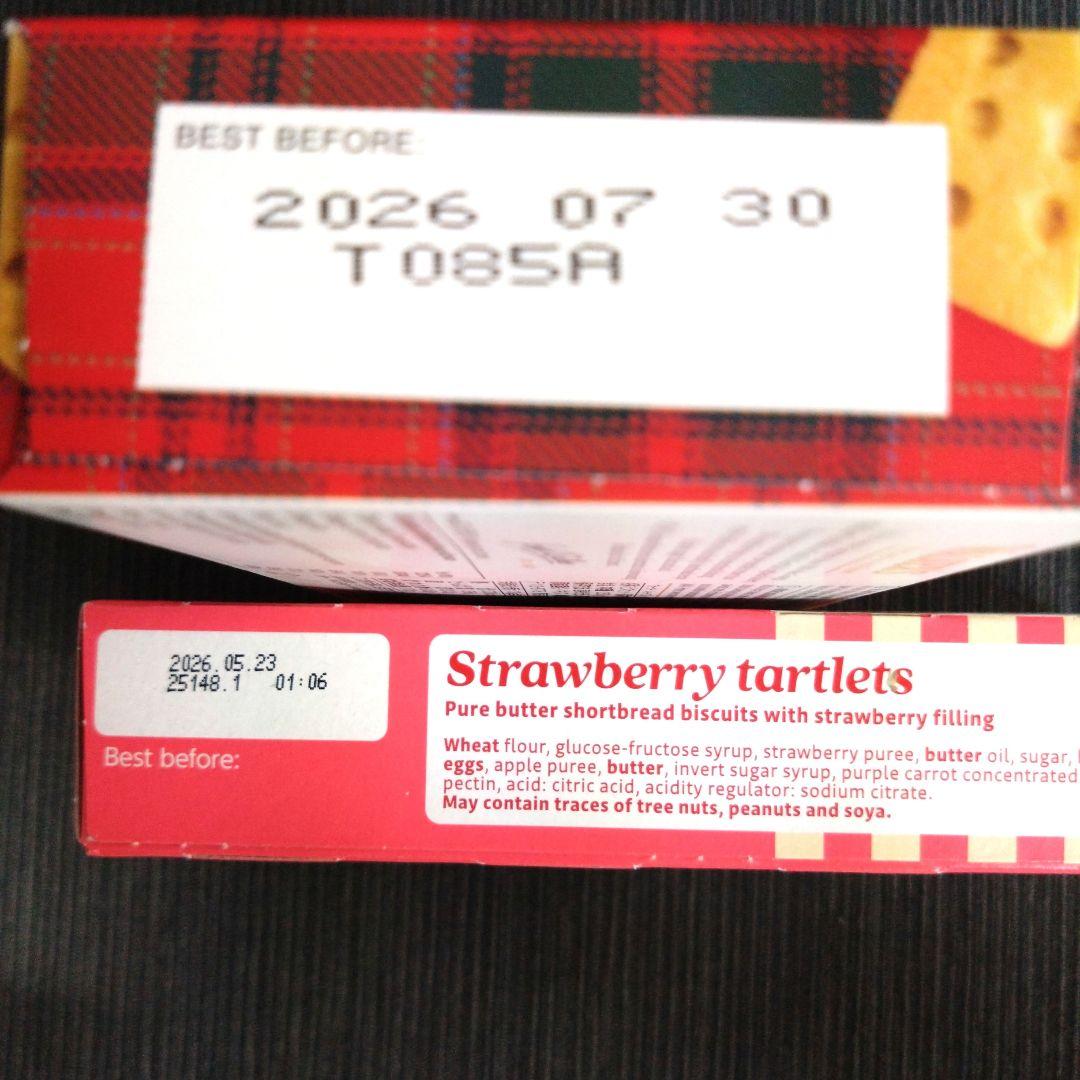 BEST BEFORE:
2026 07 30
T085A
2026.05.23
25148.1 01:06
Best before:
Strawberry tartlets
Pure butter shortbread biscuits with strawberry filling
Wheat flour, glucose-fructose syrup, strawberry puree, butter oil, sugar,
eggs, apple puree, butter, invert sugar syrup, purple carrot concentrated
pectin, acid: citric acid, acidity regulator: sodium citrate.
May contain traces of tree nuts, peanuts and soya.